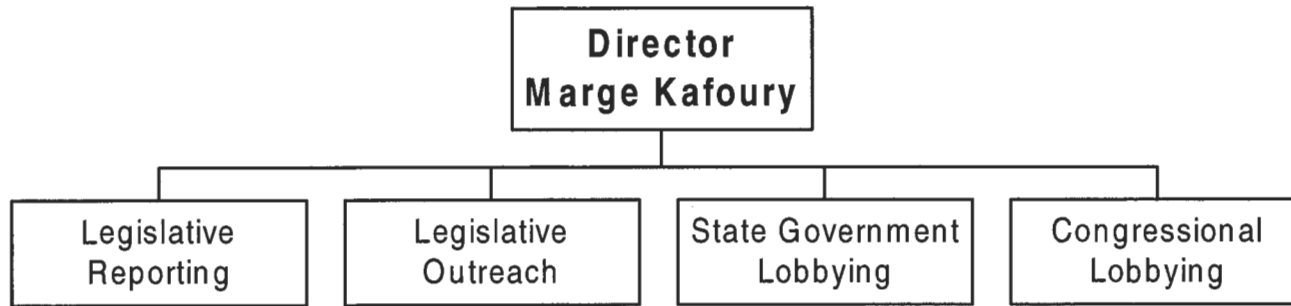 Director
Marge Kafoury
Legislative
Reporting
Legislative
Outreach
State Government
Lobbying
Congressional
Lobbying